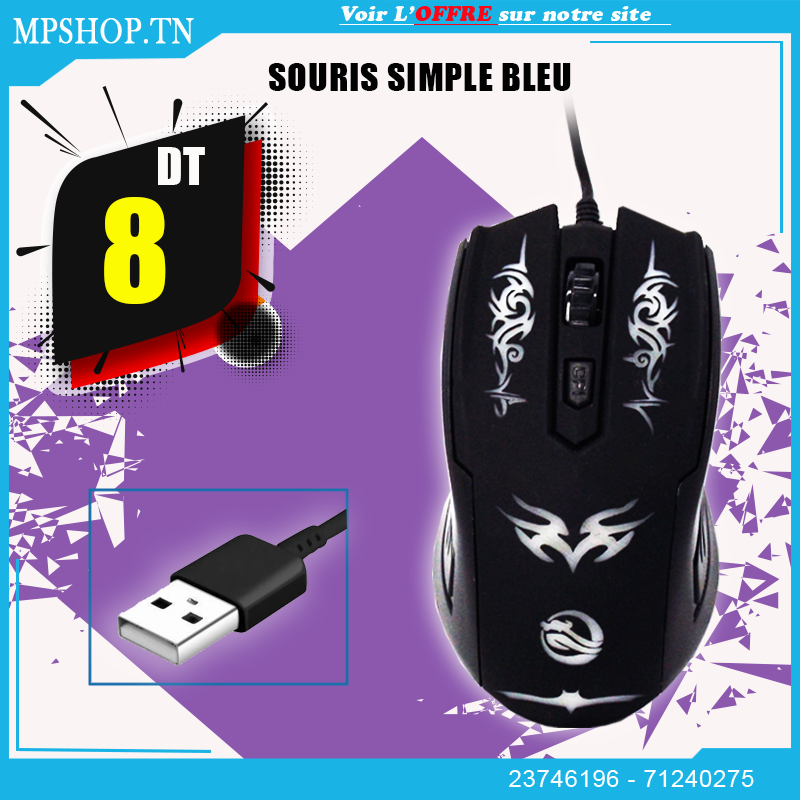 MPSHOP.TN
Voir L'OFFRE sur notre site
SOURIS SIMPLE BLEU
DT
8
23746196 - 71240275